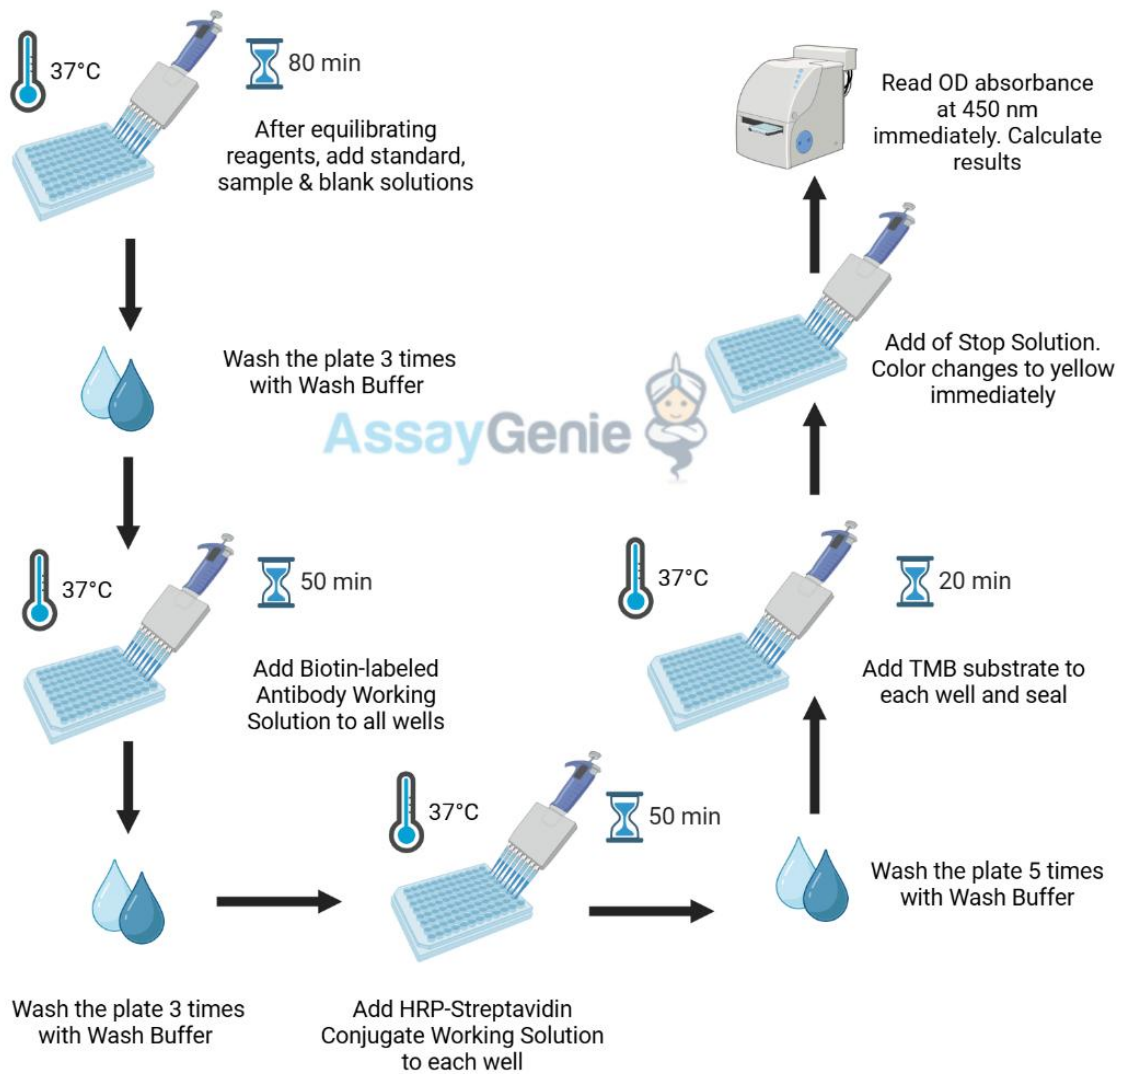 37°C
80 min
After equilibrating
reagents, add standard,
sample & blank solutions
Wash the plate 3 times
with Wash Buffer
37°C
50 min
Add Biotin-labeled
Antibody Working
Solution to all wells
Wash the plate 3 times
with Wash Buffer
37°C
50 min
Add HRP-Streptavidin
Conjugate Working Solution
to each well
Wash the plate 5 times
with Wash Buffer
37°C
20 min
Add TMB substrate to
each well and seal
Add of Stop Solution.
Color changes to yellow
immediately
Read OD absorbance
at 450 nm
immediately. Calculate
results
AssayGenie